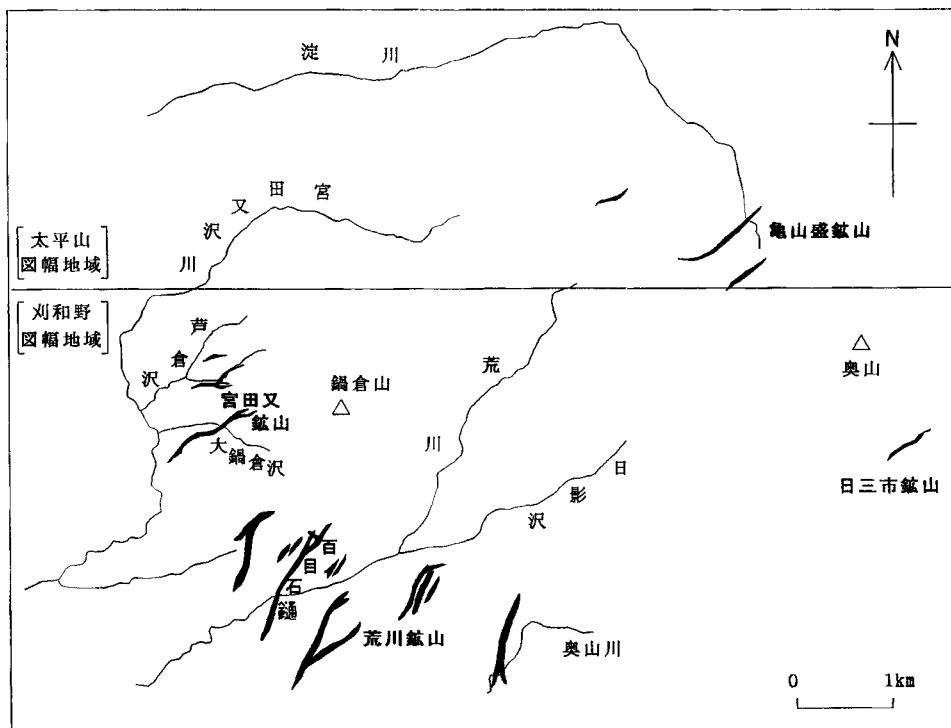 淀川
N
宮田又沢川
亀山盛鉱山
太平山
図幅地域
刈和野
図幅地域
芦倉沢
鍋倉山
荒川
奥山
宮田又
鉱山
大鍋倉沢
日影沢
日三市鉱山
百目石
荒川鉱山
奥山川
0 1km